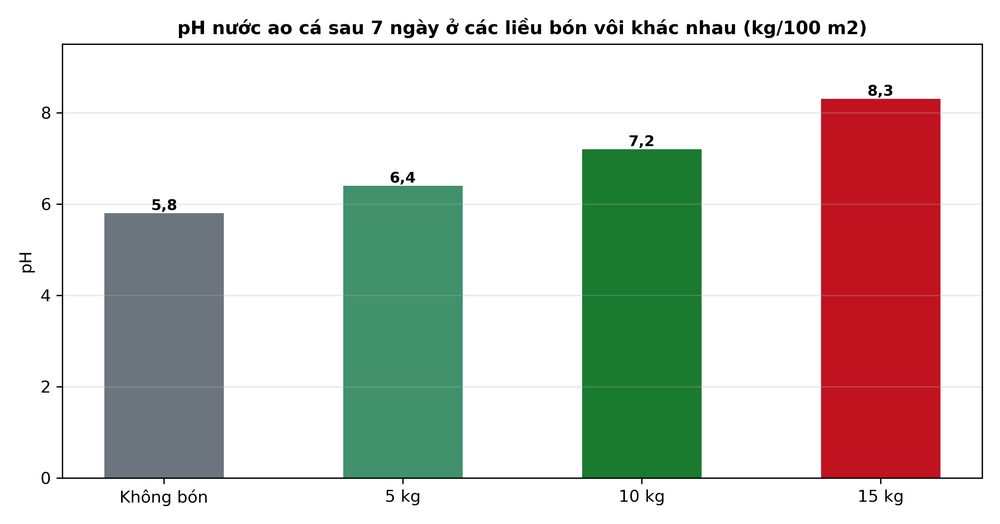 pH nước ao cá sau 7 ngày ở các liều bón vôi khác nhau (kg/100 m2)
8,3
8
7,2
6,4
6
5,8
pH
4
2
0
Không bón
5 kg
10 kg
15 kg